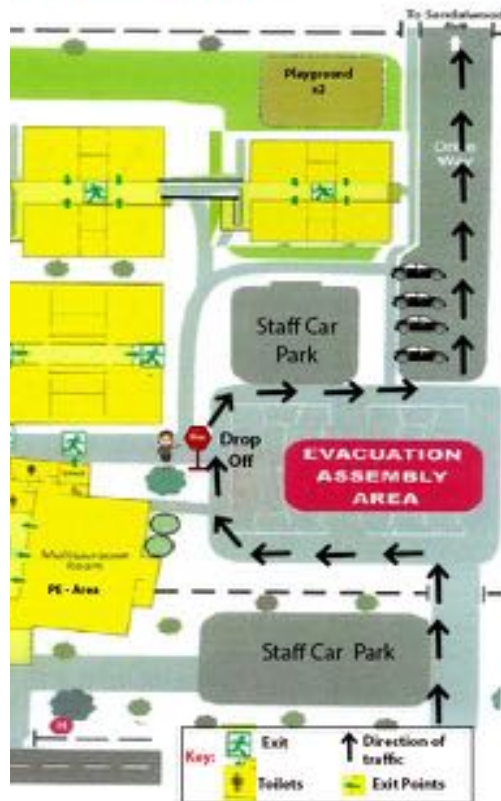 To Sandalwood
Playground
x2
Drive
Way
Staff Car
Park
Stop
Drop
Off
EVACUATION
ASSEMBLY
AREA
Multipurpose
Room
PE - Area
Staff Car Park
H
Key:
Exit
Direction of
traffic
Toilets
Exit Points